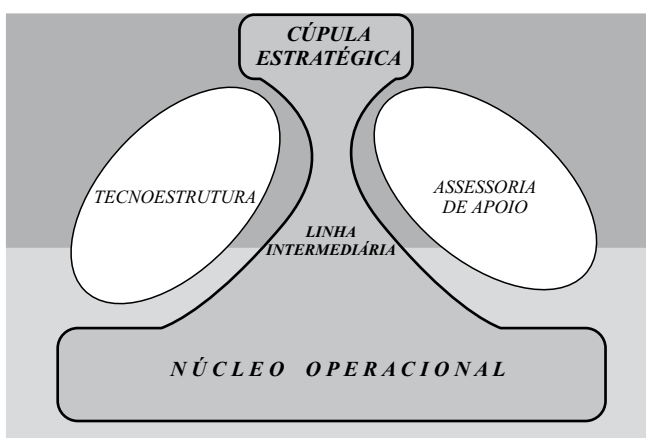 CÚPULA
ESTRATÉGICA
TECNOESTRUTURA
ASSESSORIA
DE APOIO
LINHA
INTERMEDIÁRIA
NÚCLEO OPERACIONAL